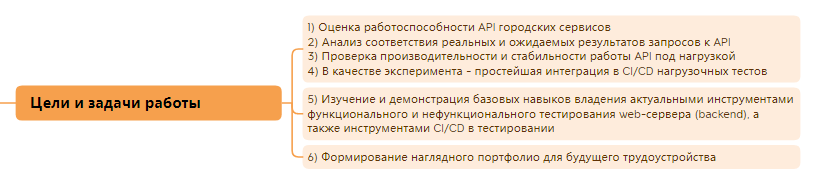 Цели и задачи работы
1) Оценка работоспособности API городских сервисов
2) Анализ соответствия реальных и ожидаемых результатов запросов к API
3) Проверка производительности и стабильности работы API под нагрузкой
4) В качестве эксперимента - простейшая интеграция в CI/CD нагрузочных тестов
5) Изучение и демонстрация базовых навыков владения актуальными инструментами
функционального и нефункционального тестирования web-сервера (backend), а
также инструментами CI/CD в тестировании
6) Формирование наглядного портфолио для будущего трудоустройства